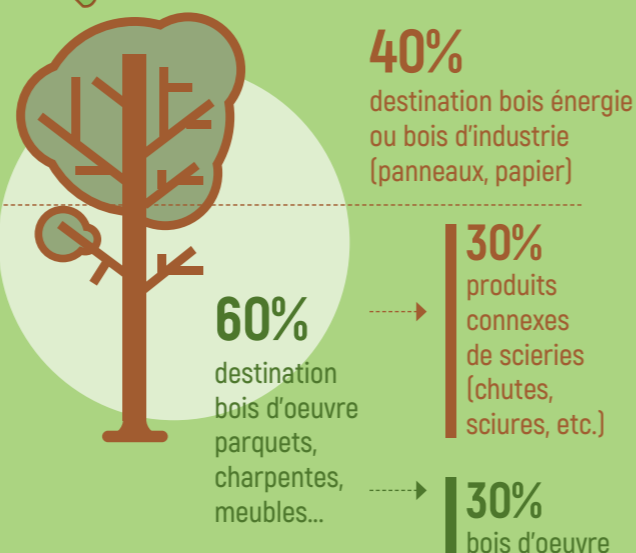 40%
destination bois énergie
ou bois d'industrie
(panneaux, papier)
30%
produits
connexes
de scieries
(chutes,
sciures, etc.)
60%
destination
bois d'oeuvre
parquets,
charpentes,
meubles...
30%
bois d'oeuvre